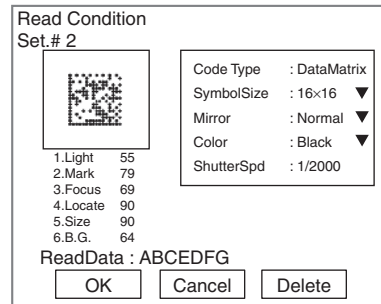 Read Condition
Set.# 2
Code Type : DataMatrix
SymbolSize : 16×16 ▼
Mirror : Normal ▼
Color : Black ▼
ShutterSpd : 1/2000
1.Light 55
2.Mark 79
3.Focus 69
4.Locate 90
5.Size 90
6.B.G. 64
ReadData : ABCEDFG
OK Cancel Delete